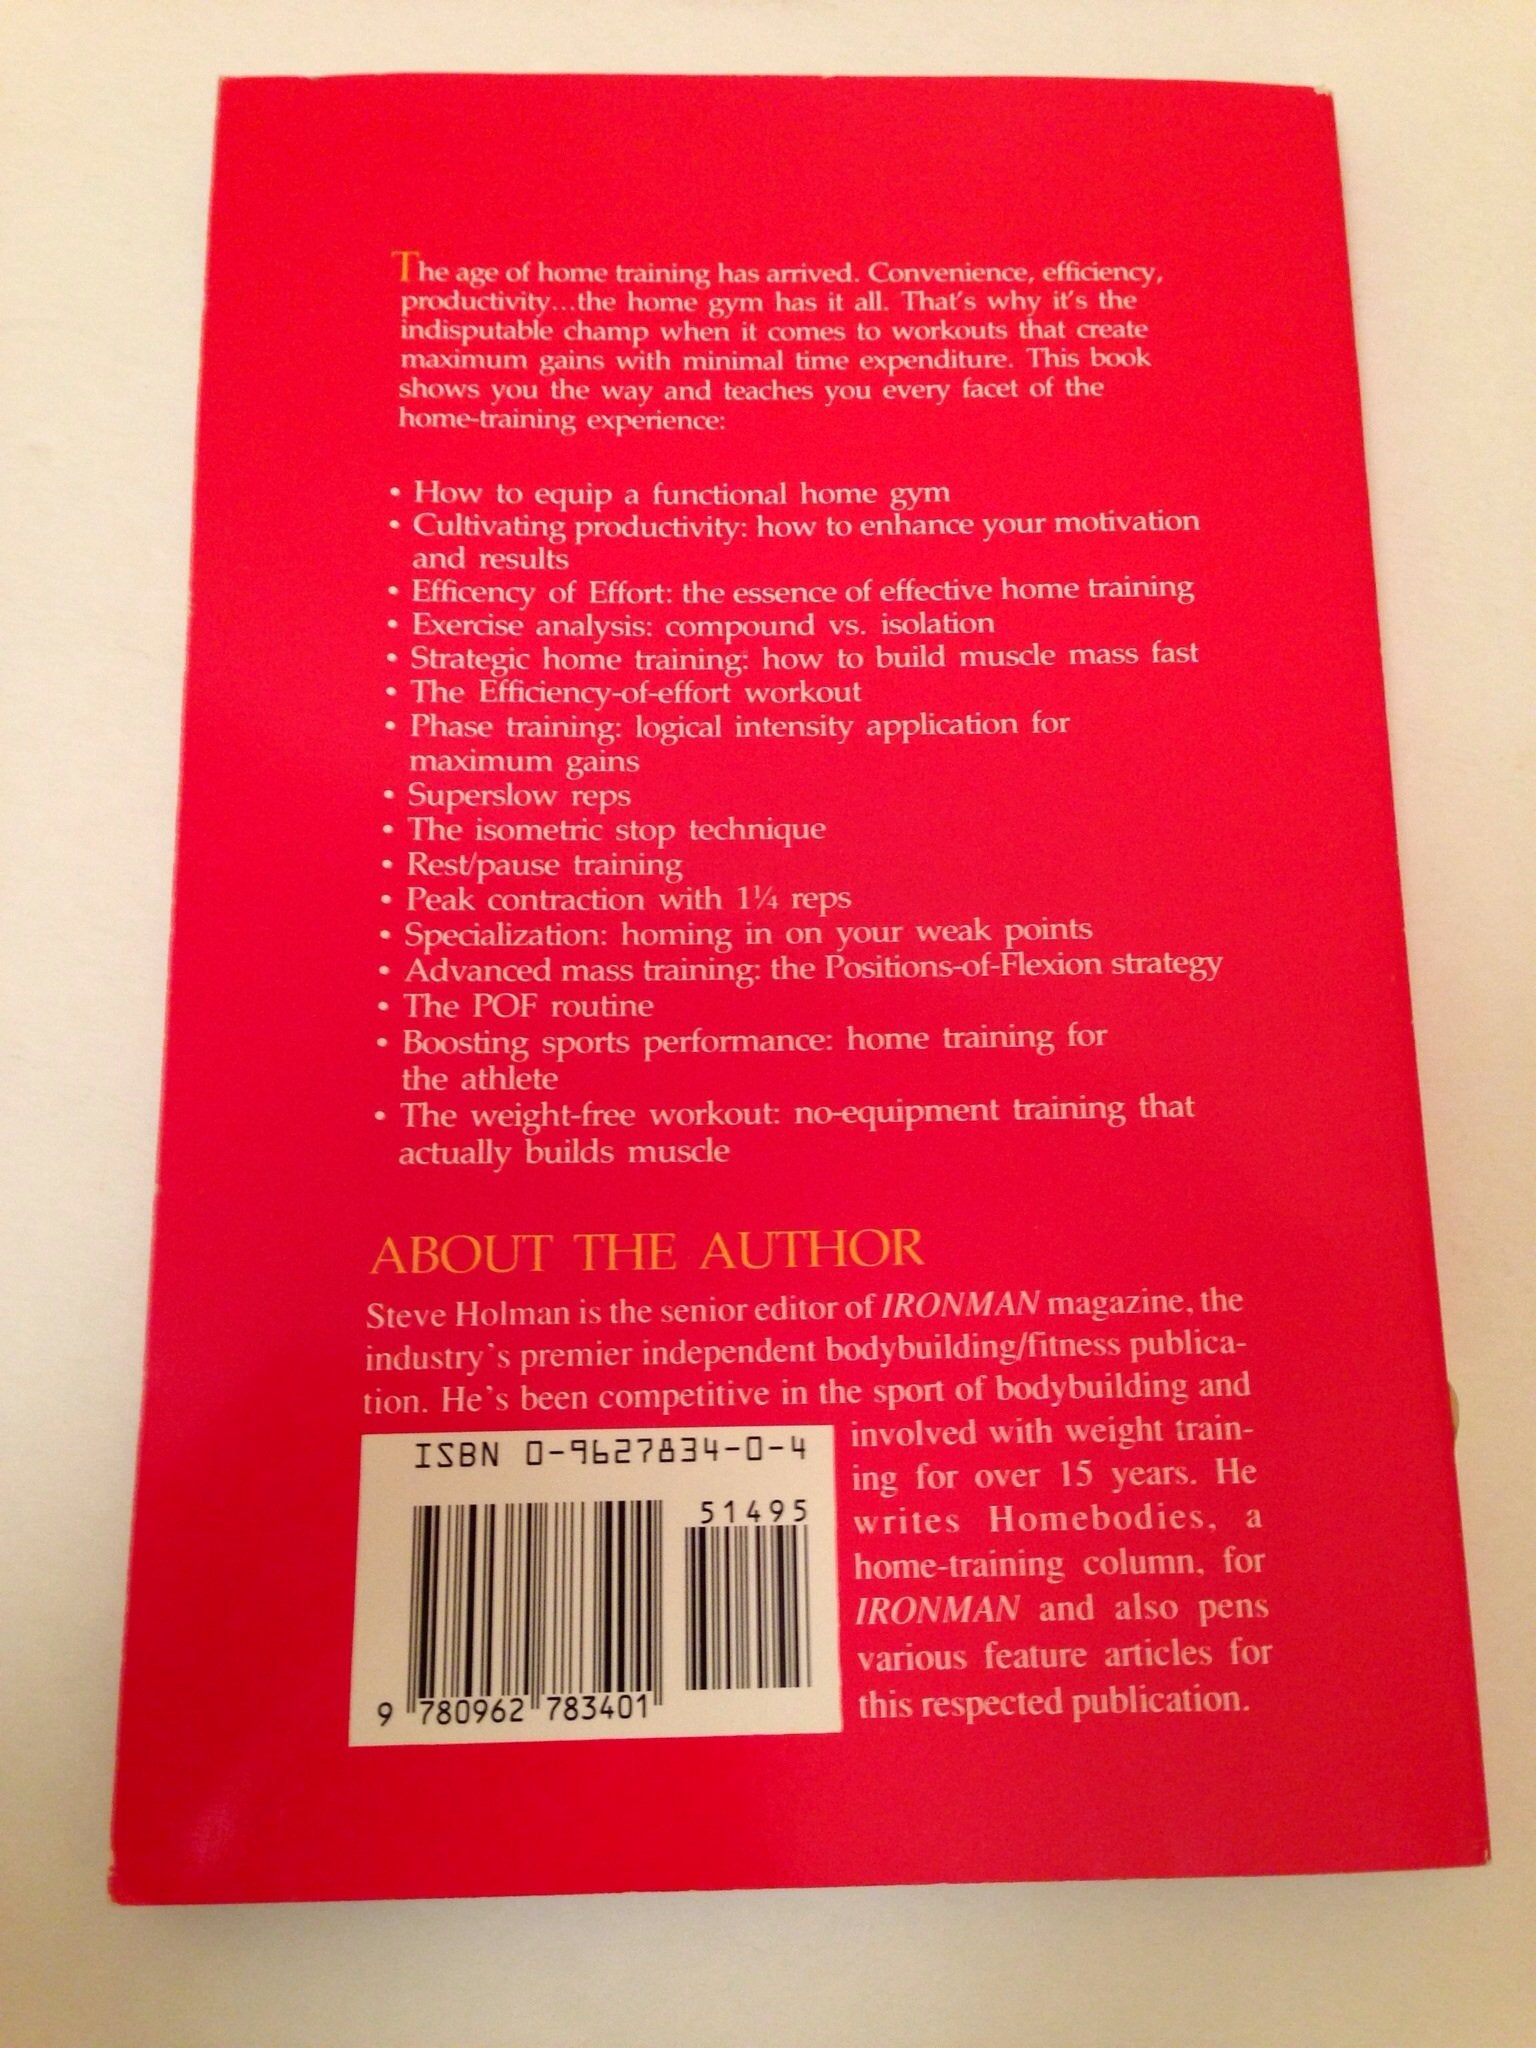 The age of home training has arrived. Convenience, efficiency,
productivity...the home gym has it all. That's why it's the
indisputable champ when it comes to workouts that create
maximum gains with minimal time expenditure. This book
shows you the way and teaches you every facet of the
home-training experience:
• How to equip a functional home gym
• Cultivating productivity: how to enhance your motivation
and results
• Efficency of Effort: the essence of effective home training
• Exercise analysis: compound vs. isolation
• Strategic home training: how to build muscle mass fast
• The Efficiency-of-effort workout
• Phase training: logical intensity application for
maximum gains
• Superslow reps
• The isometric stop technique
• Rest/pause training
• Peak contraction with 1¼ reps
• Specialization: homing in on your weak points
• Advanced mass training: the Positions-of-Flexion strategy
• The POF routine
• Boosting sports performance: home training for
the athlete
• The weight-free workout: no-equipment training that
actually builds muscle
ABOUT THE AUTHOR
Steve Holman is the senior editor of IRONMAN magazine, the
industry's premier independent bodybuilding/fitness publica-
tion. He's been competitive in the sport of bodybuilding and
involved with weight train-
ing for over 15 years. He
writes Homebodies, a
home-training column, for
IRONMAN and also pens
various feature articles for
this respected publication.
ISBN 0-9627834-0-4
51495
9 780962 783401